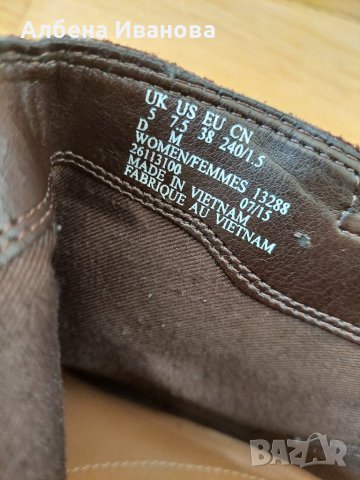 Албена Иванова
UK US EU CN
5 7.5 38 240/1.5
D M
WOMEN/FEMMES 13288
26113100 07/15
MADE IN VIETNAM
FABRIQUE AU VIETNAM
BAZAR